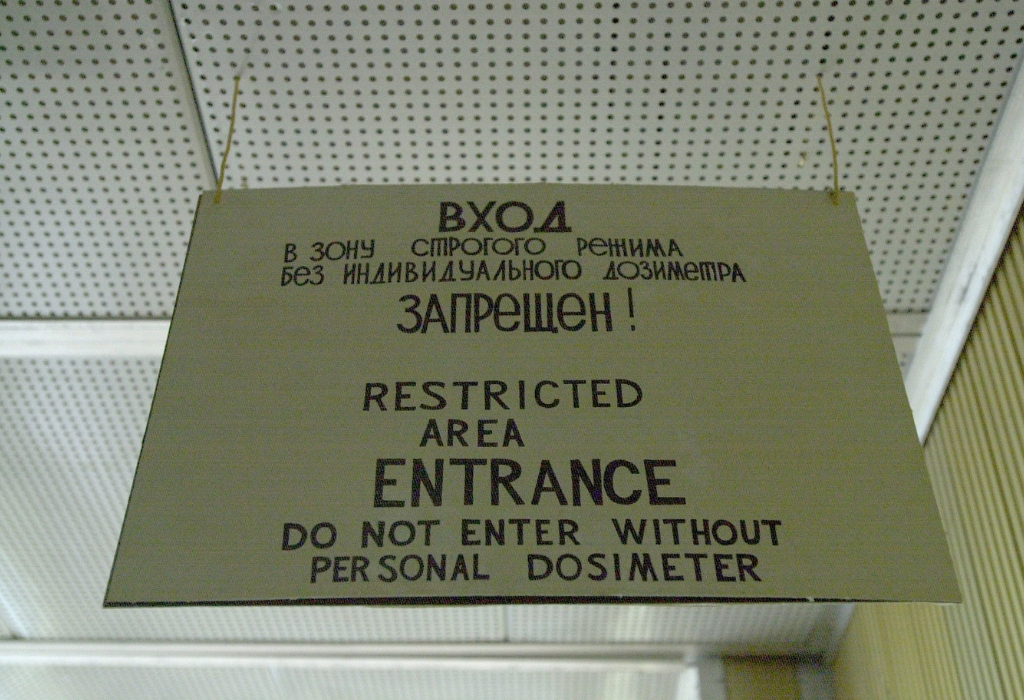 ВХОД
В ЗОНУ СТРОГОГО РЕЖИМА
БЕЗ ИНДИВИДУАЛЬНОГО ДОЗИМЕТРА
ЗАПРЕЩЕН!
RESTRICTED
AREA
ENTRANCE
DO NOT ENTER WITHOUT
PERSONAL DOSIMETER